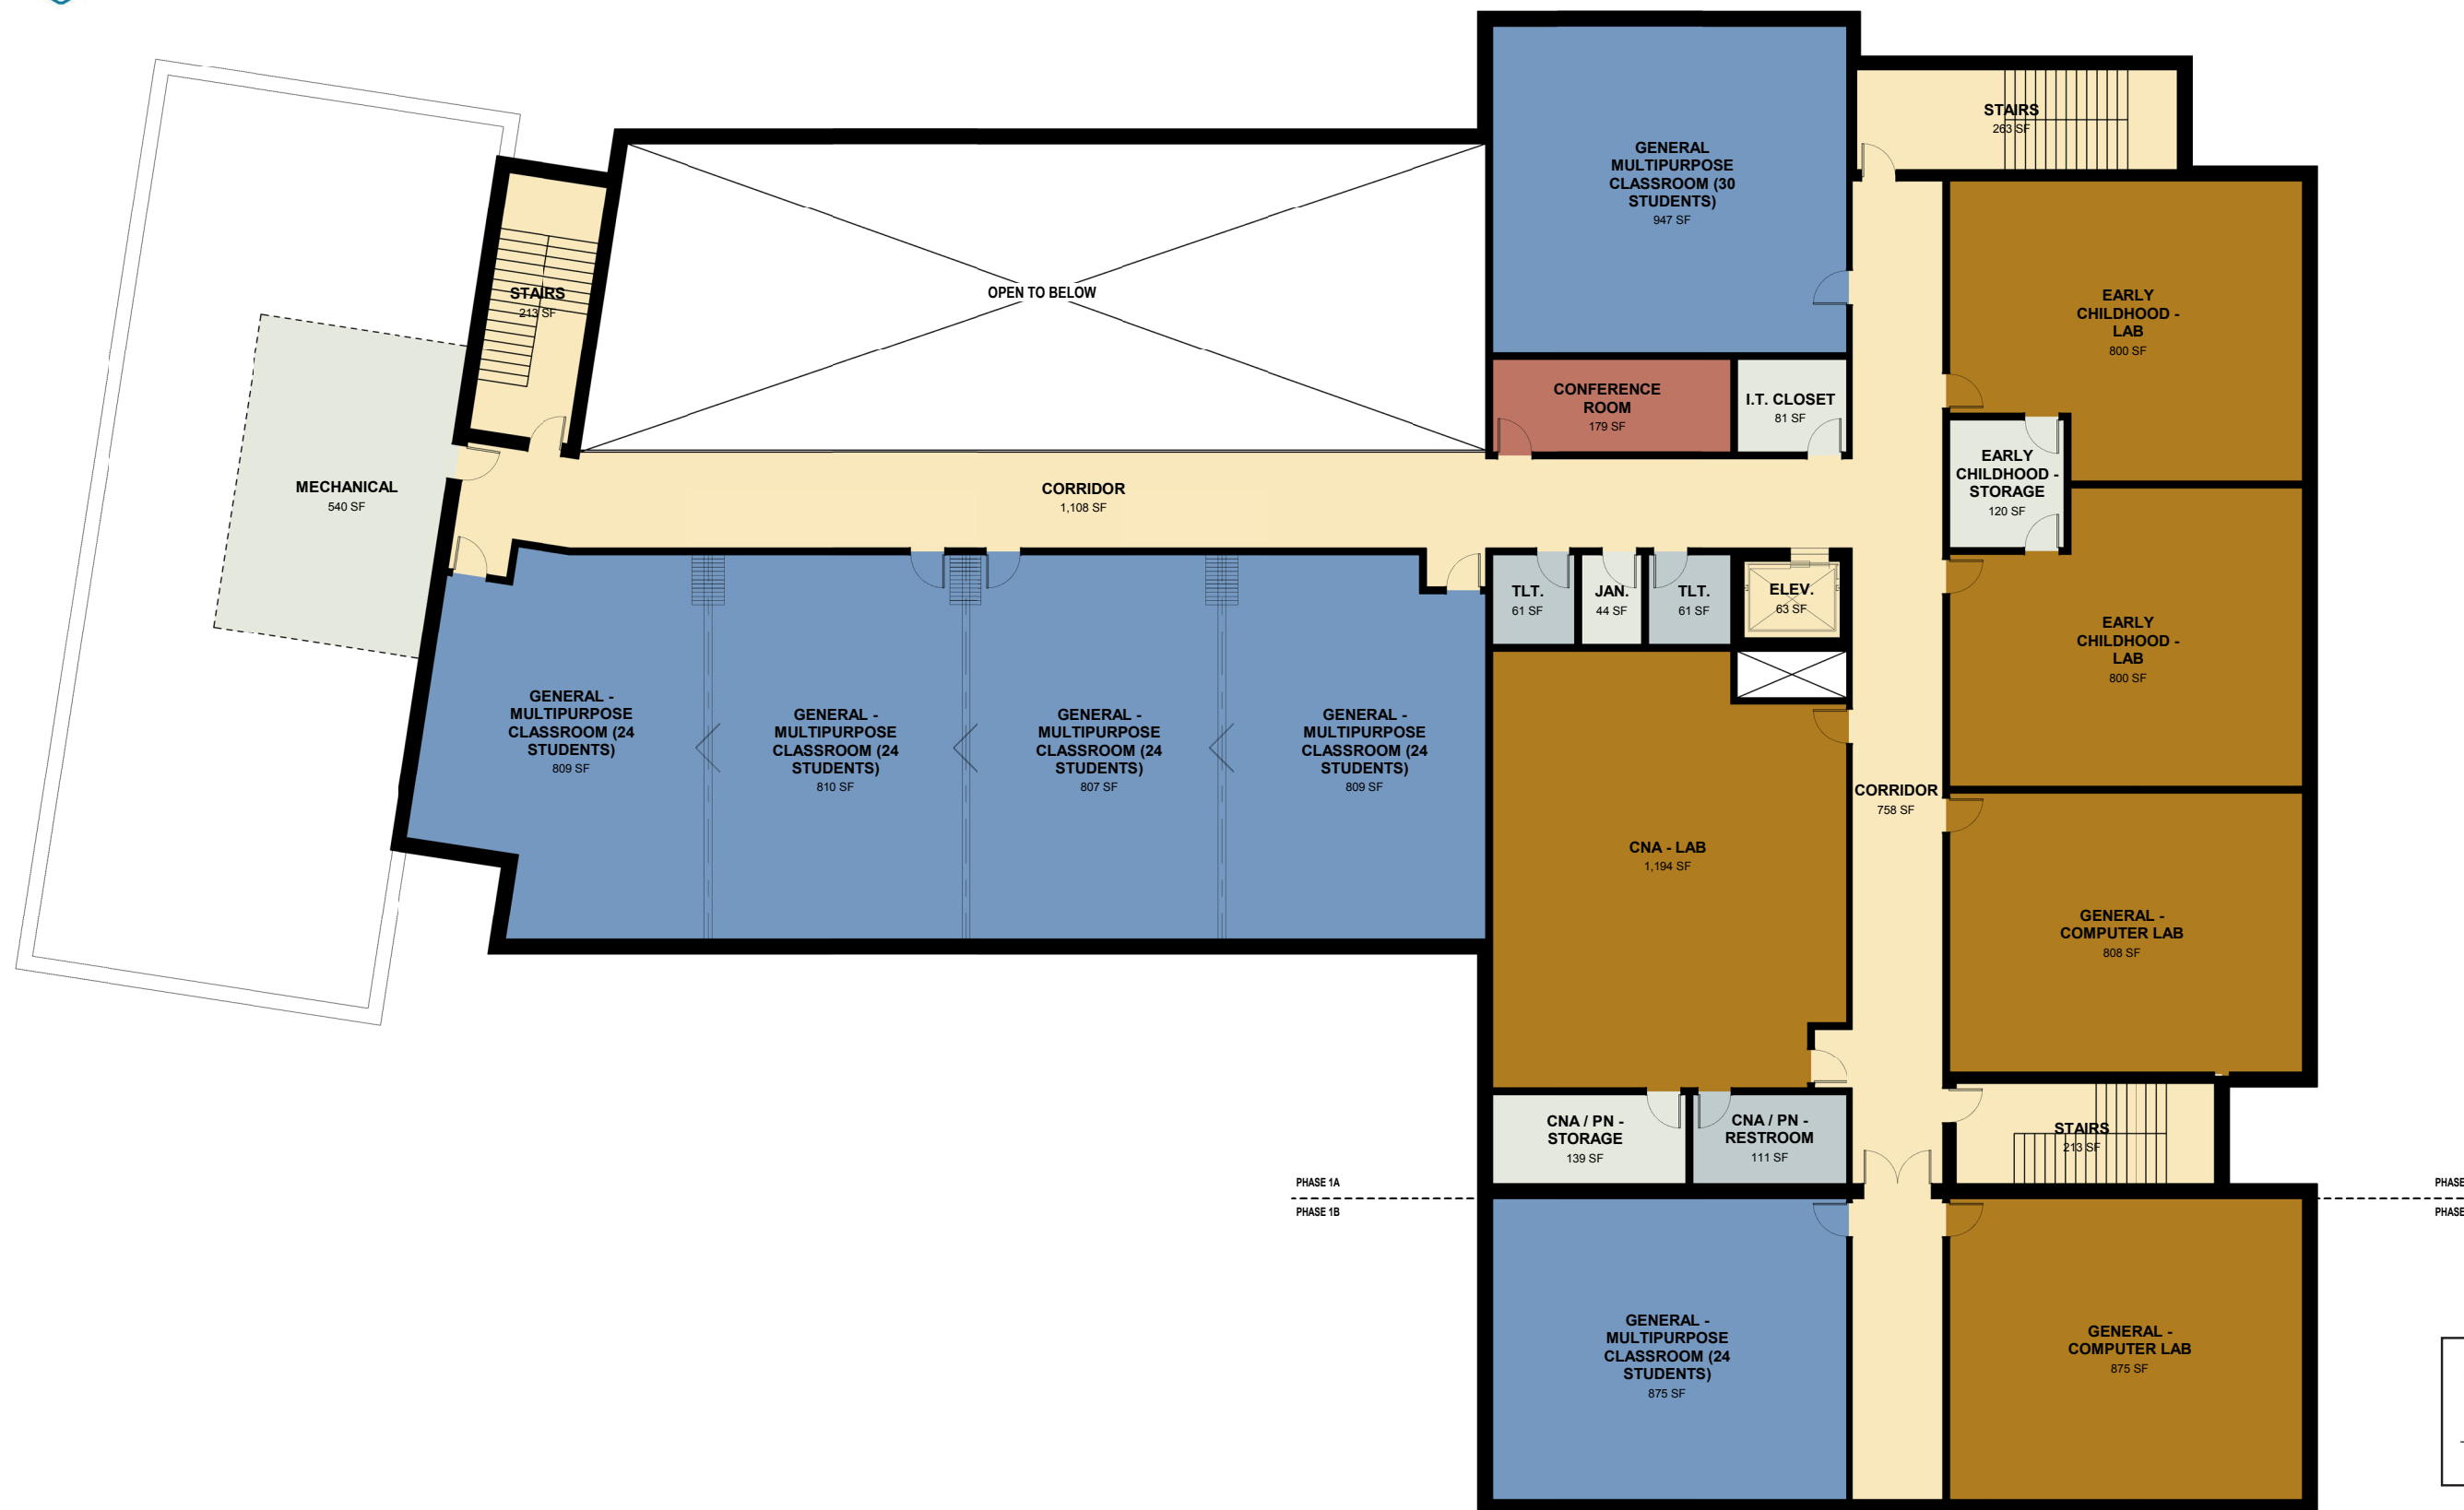 GENERAL
MULTIPURPOSE
CLASSROOM (30
STUDENTS)
947 SF
STAIRS
263 SF
STAIRS
213 SF
OPEN TO BELOW
EARLY
CHILDHOOD -
LAB
800 SF
CONFERENCE
ROOM
179 SF
I.T. CLOSET
81 SF
MECHANICAL
540 SF
CORRIDOR
1,108 SF
EARLY
CHILDHOOD -
STORAGE
120 SF
TLT.
61 SF
JAN.
44 SF
TLT.
61 SF
ELEV.
63 SF
EARLY
CHILDHOOD -
LAB
800 SF
GENERAL -
MULTIPURPOSE
CLASSROOM (24
STUDENTS)
809 SF
GENERAL -
MULTIPURPOSE
CLASSROOM (24
STUDENTS)
810 SF
GENERAL -
MULTIPURPOSE
CLASSROOM (24
STUDENTS)
807 SF
GENERAL -
MULTIPURPOSE
CLASSROOM (24
STUDENTS)
809 SF
CORRIDOR
758 SF
CNA - LAB
1,194 SF
GENERAL -
COMPUTER LAB
808 SF
CNA / PN -
STORAGE
139 SF
CNA / PN -
RESTROOM
111 SF
STAIRS
213 SF
PHASE 1A
PHASE 1B
PHASE
PHASE
GENERAL -
MULTIPURPOSE
CLASSROOM (24
STUDENTS)
875 SF
GENERAL -
COMPUTER LAB
875 SF